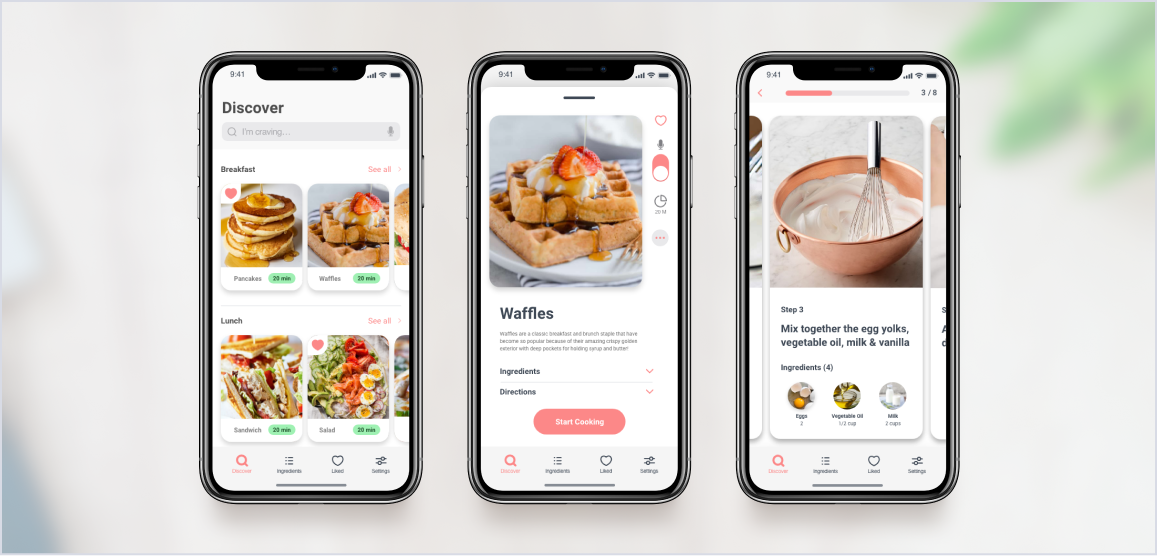 9:41
Discover
I'm craving...
Breakfast
See all
Pancakes
20 min
Waffles
20 min
Lunch
See all
Sandwich
20 min
Salad
20 min
Discover
Ingredients
Liked
Settings
9:41
20 M
Waffles
Waffles are a classic breakfast and brunch staple that have
become so popular because of their amazing crispy golden
exterior with deep pockets for holding syrup and butter!
Ingredients
Directions
Start Cooking
Discover
Ingredients
Liked
Settings
9:41
3 / 8
Step 3
Mix together the egg yolks,
vegetable oil, milk & vanilla
Ingredients (4)
Eggs
2
Vegetable Oil
1/2 cup
Milk
2 cups
S
A
d
Discover
Ingredients
Liked
Settings